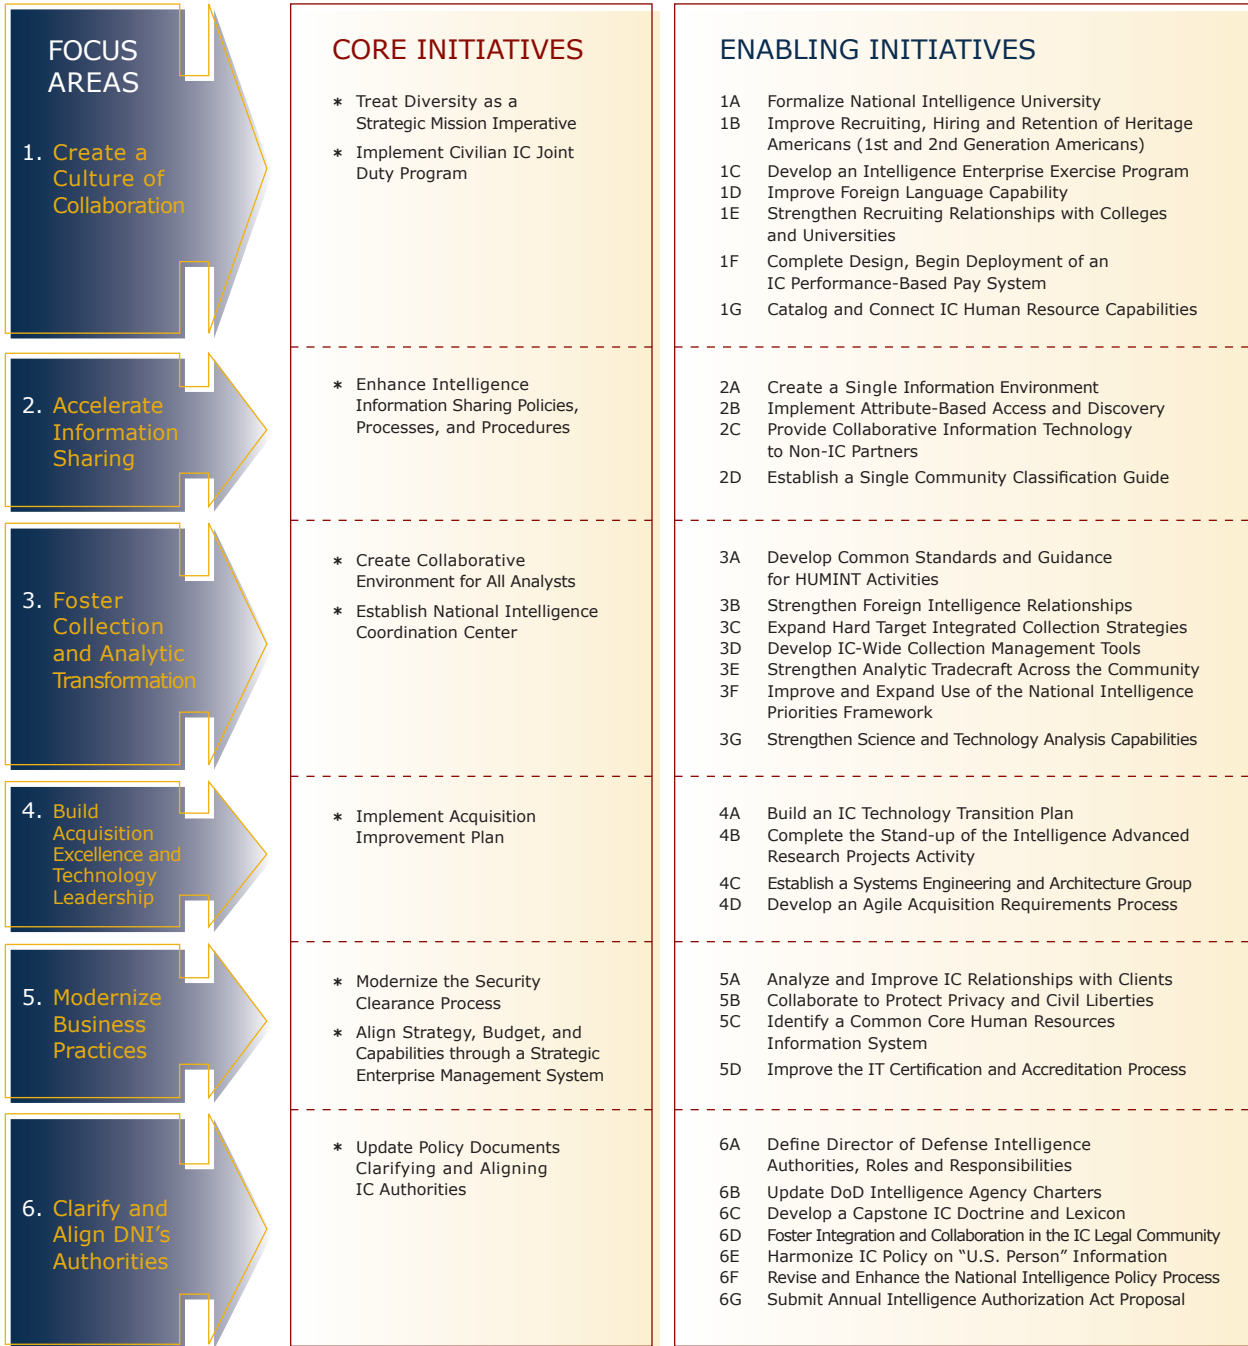 FOCUS
AREAS
CORE INITIATIVES
ENABLING INITIATIVES
1. Create a
Culture of
Collaboration
* Treat Diversity as a
Strategic Mission Imperative
* Implement Civilian IC Joint
Duty Program
1A Formalize National Intelligence University
1B Improve Recruiting, Hiring and Retention of Heritage
Americans (1st and 2nd Generation Americans)
1C Develop an Intelligence Enterprise Exercise Program
1D Improve Foreign Language Capability
1E Strengthen Recruiting Relationships with Colleges
and Universities
1F Complete Design, Begin Deployment of an
IC Performance-Based Pay System
1G Catalog and Connect IC Human Resource Capabilities
2. Accelerate
Information
Sharing
* Enhance Intelligence
Information Sharing Policies,
Processes, and Procedures
2A Create a Single Information Environment
2B Implement Attribute-Based Access and Discovery
2C Provide Collaborative Information Technology
to Non-IC Partners
2D Establish a Single Community Classification Guide
3. Foster
Collection
and Analytic
Transformation
* Create Collaborative
Environment for All Analysts
* Establish National Intelligence
Coordination Center
3A Develop Common Standards and Guidance
for HUMINT Activities
3B Strengthen Foreign Intelligence Relationships
3C Expand Hard Target Integrated Collection Strategies
3D Develop IC-Wide Collection Management Tools
3E Strengthen Analytic Tradecraft Across the Community
3F Improve and Expand Use of the National Intelligence
Priorities Framework
3G Strengthen Science and Technology Analysis Capabilities
4. Build
Acquisition
Excellence and
Technology
Leadership
* Implement Acquisition
Improvement Plan
4A Build an IC Technology Transition Plan
4B Complete the Stand-up of the Intelligence Advanced
Research Projects Activity
4C Establish a Systems Engineering and Architecture Group
4D Develop an Agile Acquisition Requirements Process
5. Modernize
Business
Practices
* Modernize the Security
Clearance Process
* Align Strategy, Budget, and
Capabilities through a Strategic
Enterprise Management System
5A Analyze and Improve IC Relationships with Clients
5B Collaborate to Protect Privacy and Civil Liberties
5C Identify a Common Core Human Resources
Information System
5D Improve the IT Certification and Accreditation Process
6. Clarify and
Align DNI’s
Authorities
* Update Policy Documents
Clarifying and Aligning
IC Authorities
6A Define Director of Defense Intelligence
Authorities, Roles and Responsibilities
6B Update DoD Intelligence Agency Charters
6C Develop a Capstone IC Doctrine and Lexicon
6D Foster Integration and Collaboration in the IC Legal Community
6E Harmonize IC Policy on “U.S. Person” Information
6F Revise and Enhance the National Intelligence Policy Process
6G Submit Annual Intelligence Authorization Act Proposal